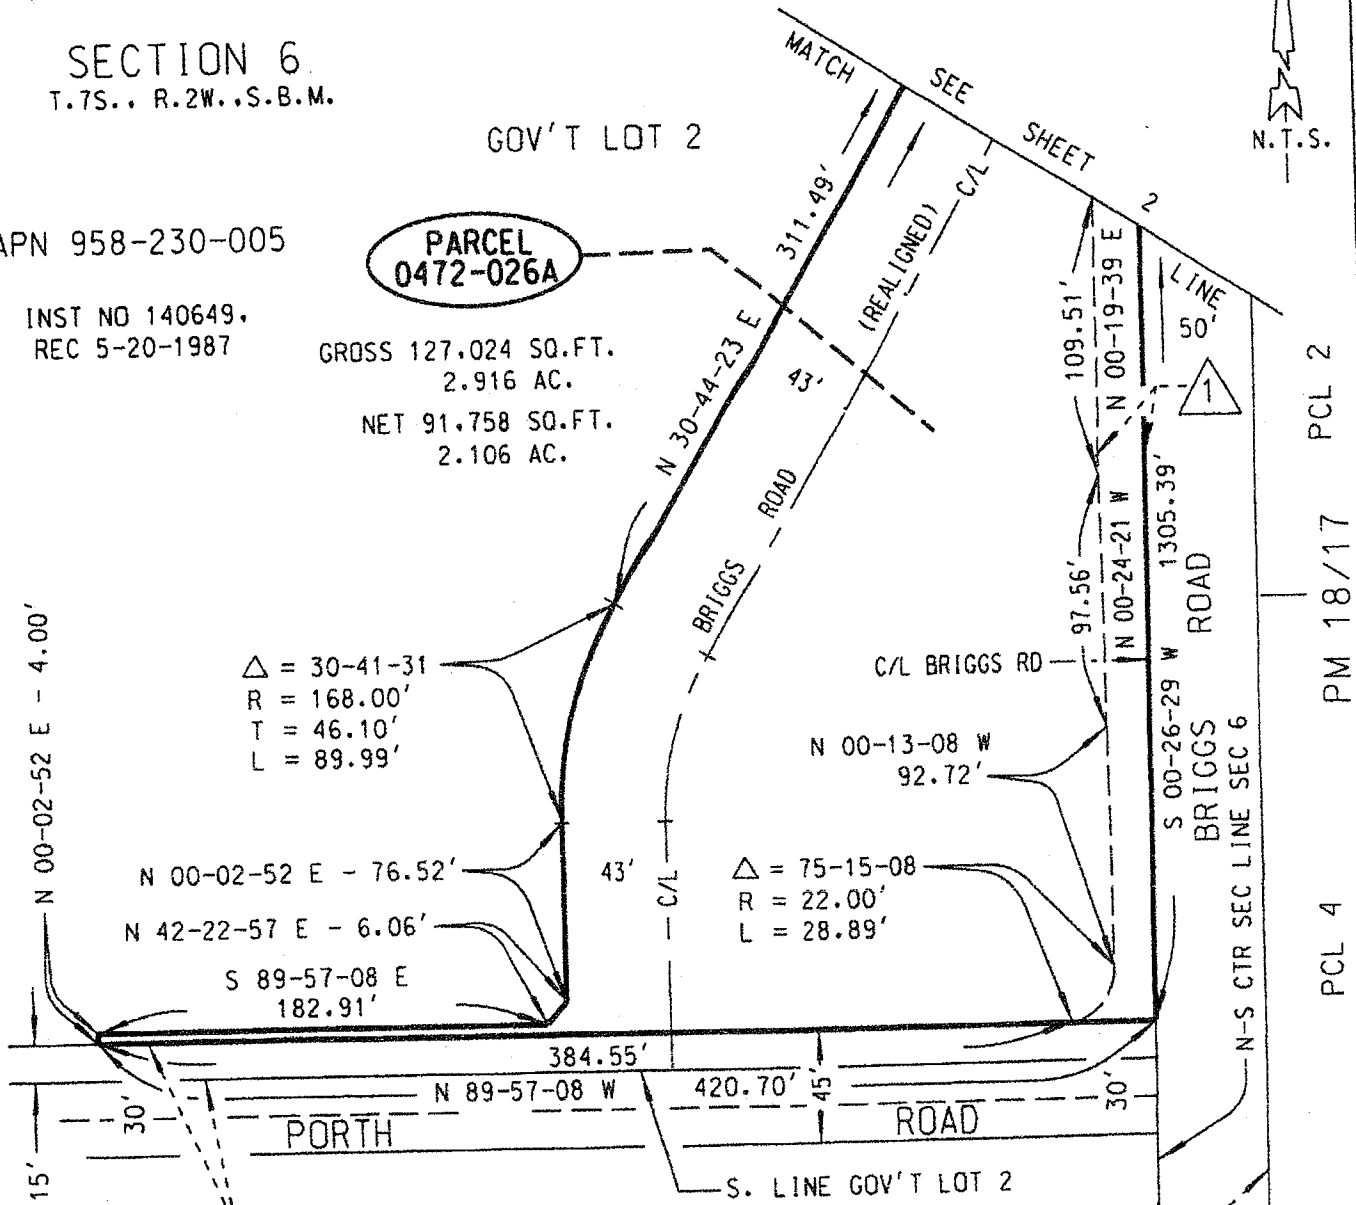 SECTION 6
T.7S., R.2W.,S.B.M.
GOV'T LOT 2
MATCH
SEE
SHEET
2
LINE
N.T.S.
APN 958-230-005
INST NO 140649,
REC 5-20-1987
PARCEL
0472-026A
GROSS 127,024 SQ.FT.
2.916 AC.
NET 91,758 SQ.FT.
2.106 AC.
311.49'
N 30-44-23 E
43'
(REALIGNED) C/L
BRIGGS ROAD
109.51'
N 00-19-39 E
50'
1
97.56'
N 00-24-21 W
1305.39'
S 00-26-29 W
BRIGGS ROAD
N-S CTR SEC LINE SEC 6
PCL 2
PM 18/17
PCL 4
C/L BRIGGS RD
N 00-13-08 W
92.72'
△ = 75-15-08
R = 22.00'
L = 28.89'
N 00-02-52 E - 4.00'
△ = 30-41-31
R = 168.00'
T = 46.10'
L = 89.99'
N 00-02-52 E - 76.52'
43'
C/L
N 42-22-57 E - 6.06'
S 89-57-08 E
182.91'
384.55'
N 89-57-08 W 420.70'
45'
30'
30'
PORTH ROAD
15'
S. LINE GOV'T LOT 2